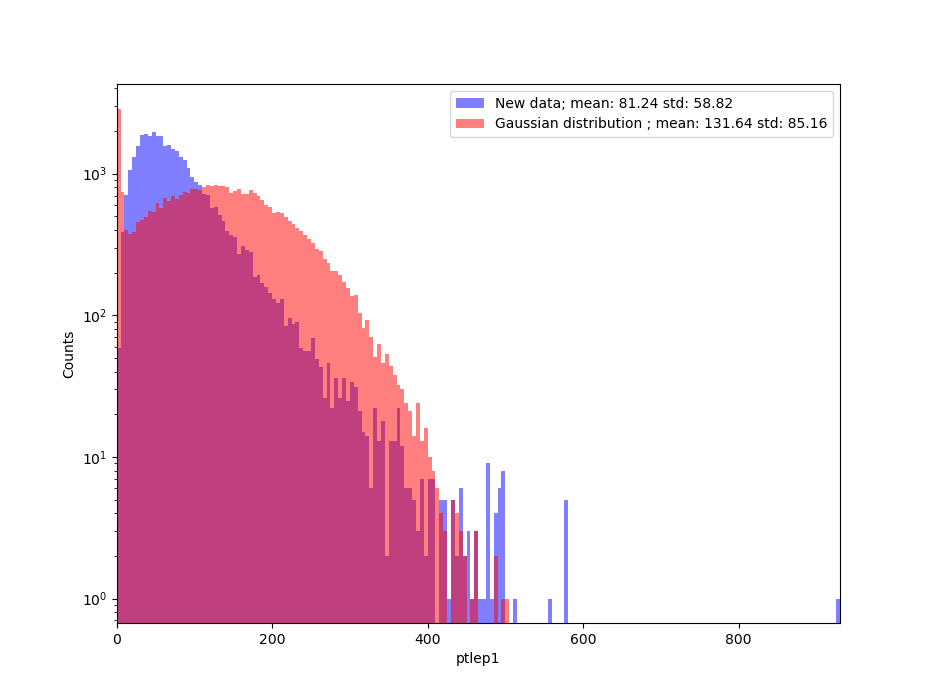 New data; mean: 81.24 std: 58.82
Gaussian distribution ; mean: 131.64 std: 85.16
Counts
10³
10²
10¹
10⁰
0 200 400 600 800
ptlep1